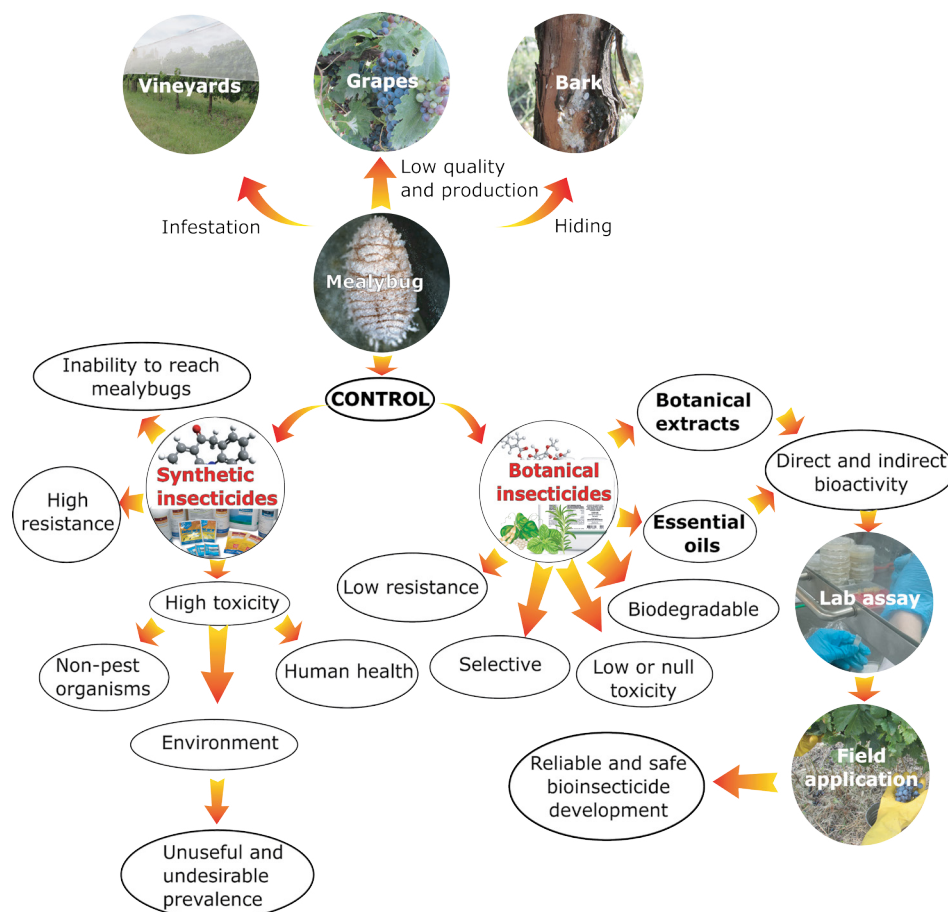 Vineyards
Grapes
Bark
Low quality
and production
Infestation
Hiding
Mealybug
Inability to reach
mealybugs
CONTROL
Botanical
extracts
Synthetic
insecticides
Botanical
insecticides
Direct and indirect
bioactivity
High
resistance
Essential
oils
Low resistance
High toxicity
Biodegradable
Lab assay
Non-pest
organisms
Human health
Selective
Low or null
toxicity
Environment
Field
application
Reliable and safe
bioinsecticide
development
Unuseful and
undesirable
prevalence